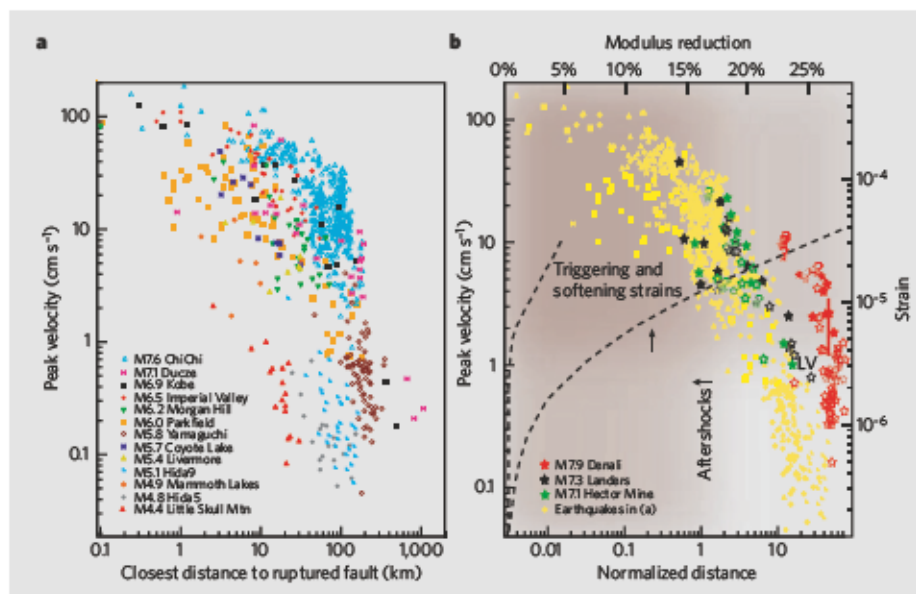 a
100
10
1
0.1
Peak velocity (cm s⁻¹)
M7.6 ChiChi
M7.1 Duzce
M6.9 Kobe
M6.5 Imperial Valley
M6.2 Morgan Hill
M6.0 Parkfield
M5.8 Yamaguchi
M5.7 Coyote Lake
M5.4 Livermore
M5.1 Hida9
M4.9 Mammoth Lakes
M4.8 Hida5
M4.4 Little Skull Mtn
0.1 1 10 100 1,000
Closest distance to ruptured fault (km)
b
Modulus reduction
0% 5% 10% 15% 20% 25%
100
10
1
0.1
Peak velocity (cm s⁻¹)
Triggering and
softening strains
Aftershocks
LV
M7.9 Denali
M7.3 Landers
M7.1 Hector Mine
Earthquakes in (a)
10⁻⁴
10⁻⁵
10⁻⁶
Strain
0.01 0.1 1 10
Normalized distance